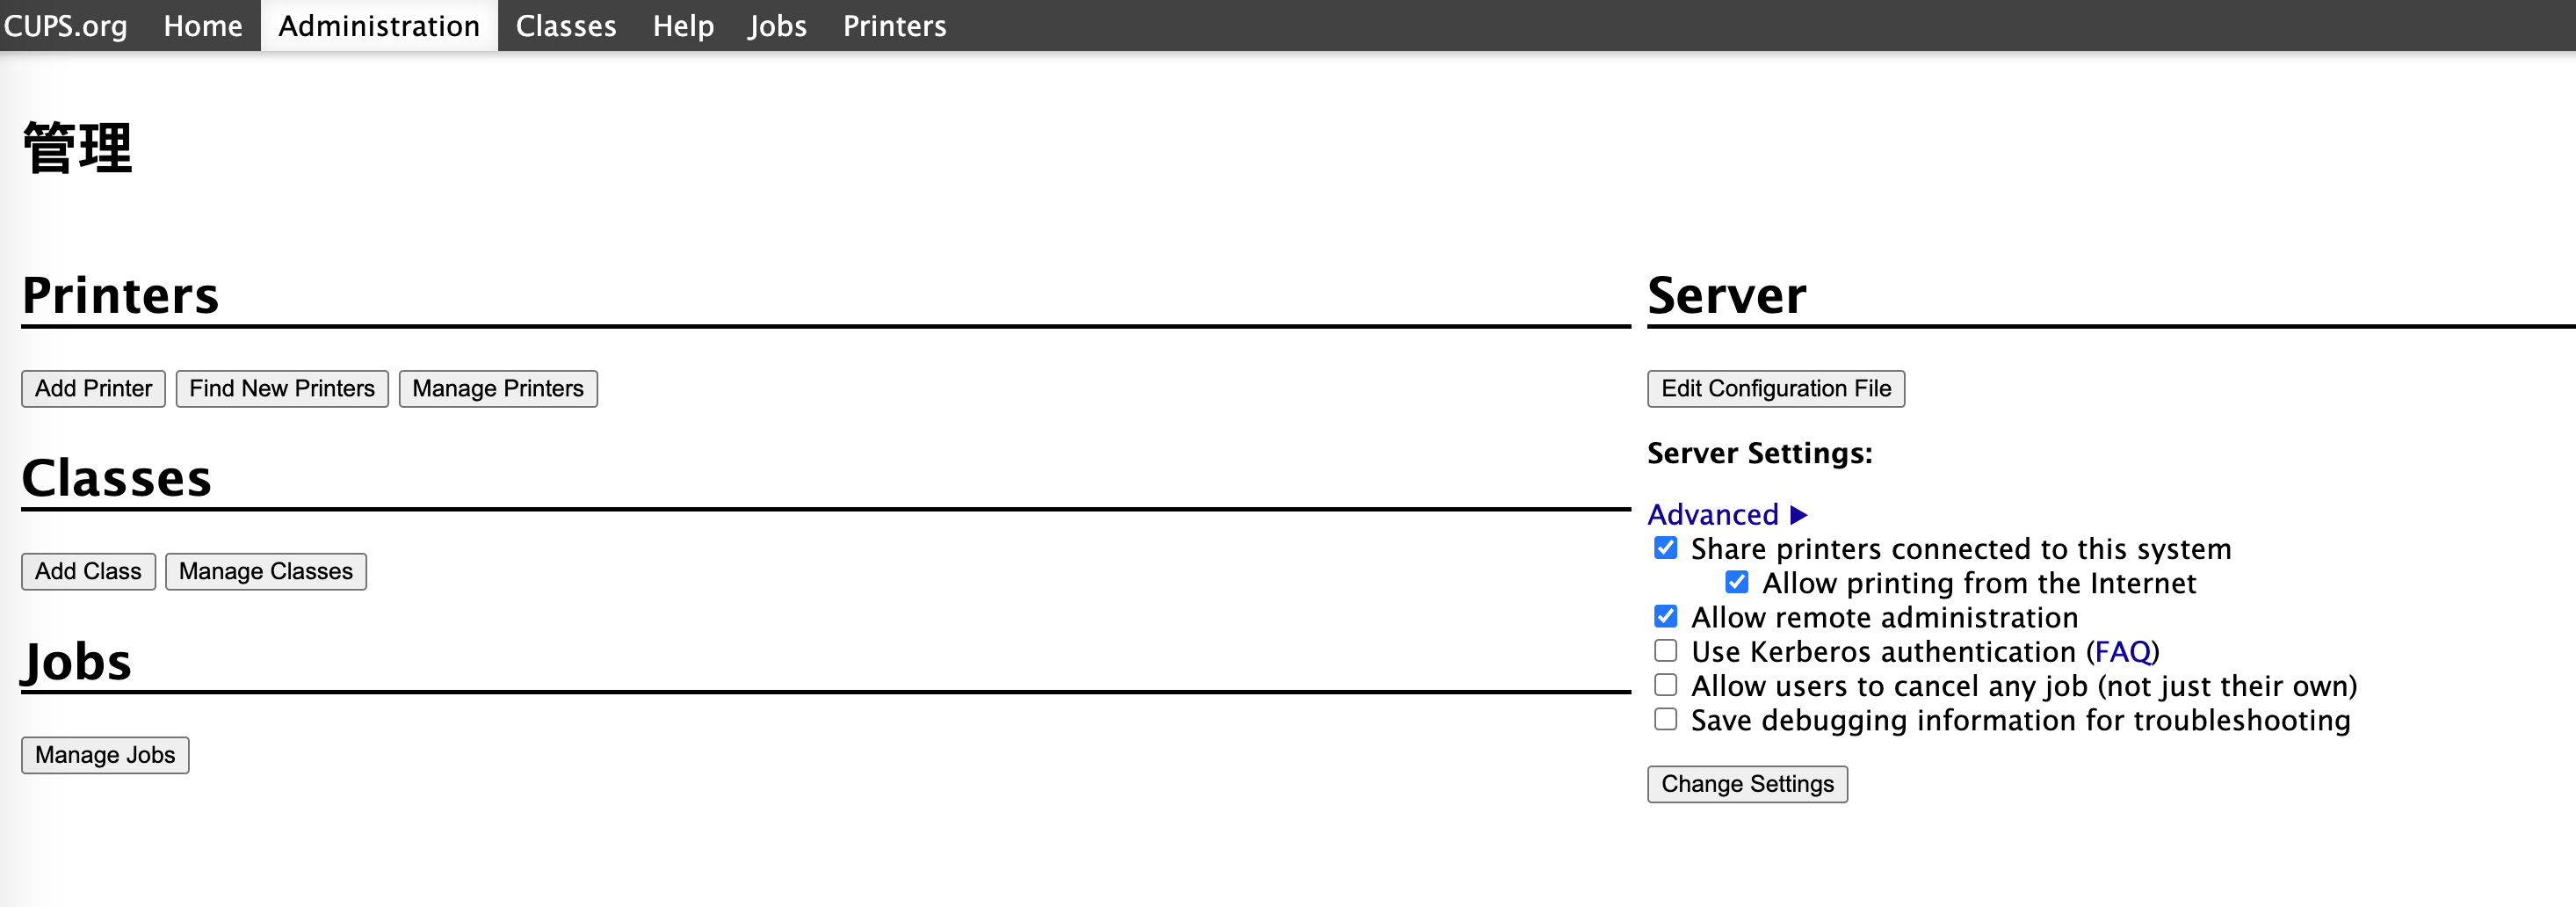 CUPS.org Home Administration Classes Help Jobs Printers
管理
Printers
Add Printer Find New Printers Manage Printers
Classes
Add Class Manage Classes
Jobs
Manage Jobs
Server
Edit Configuration File
Server Settings:
Advanced ▶
Share printers connected to this system
Allow printing from the Internet
Allow remote administration
Use Kerberos authentication (FAQ)
Allow users to cancel any job (not just their own)
Save debugging information for troubleshooting
Change Settings